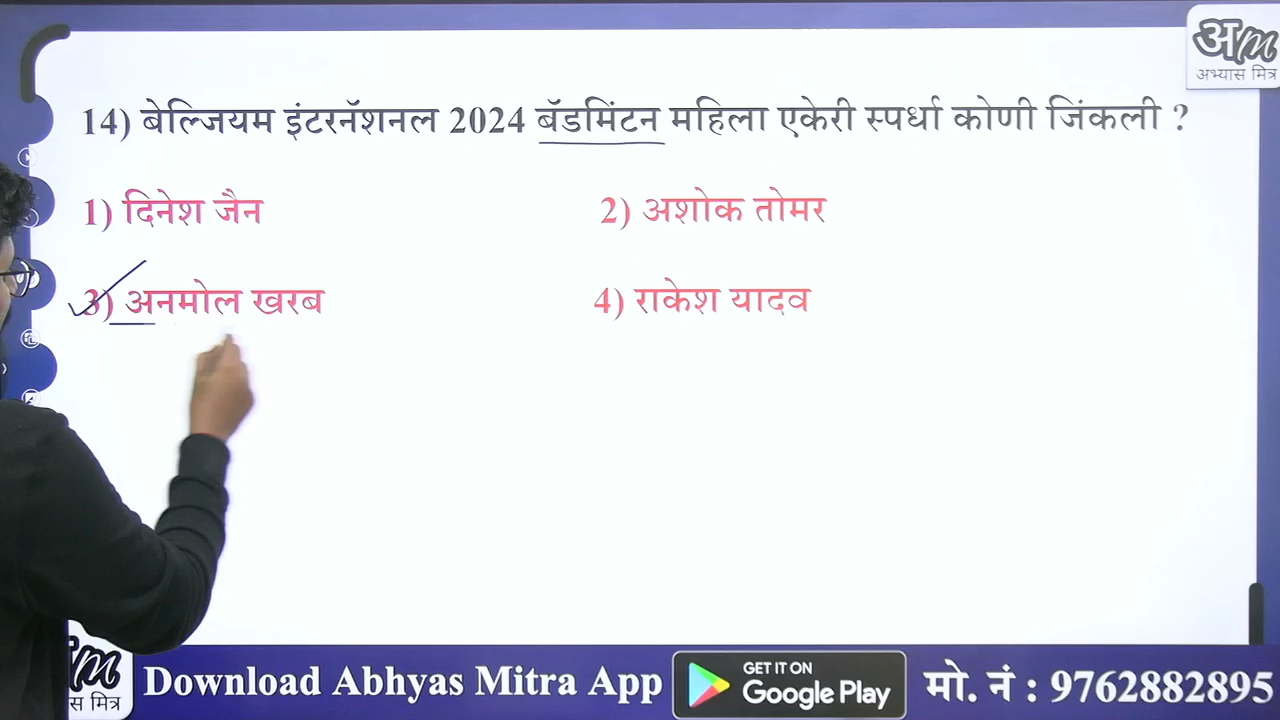 अm
अभ्यास मित्र
14) बेल्जियम इंटरनॅशनल 2024 बॅडमिंटन महिला एकेरी स्पर्धा कोणी जिंकली ?
1) दिनेश जैन
2) अशोक तोमर
3) अनमोल खरब
4) राकेश यादव
स मित्र
Download Abhyas Mitra App
GET IT ON
Google Play
मो. नं : 9762882895